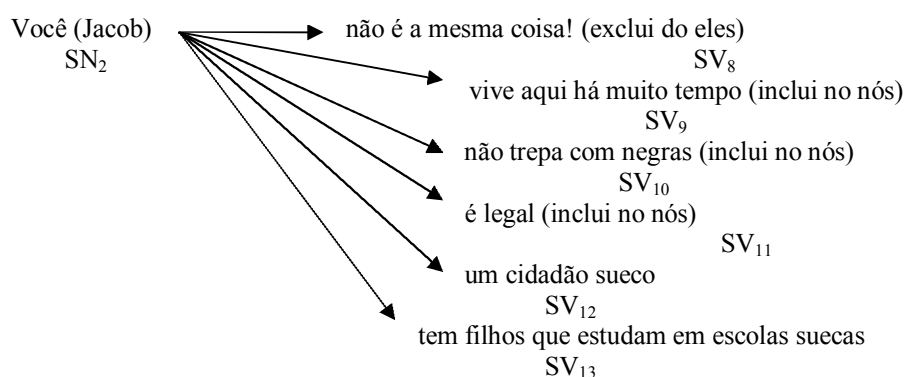 Você (Jacob) não é a mesma coisa! (exclui do eles)
SN₂ SV₈
vive aqui há muito tempo (inclui no nós)
SV₉
não trepa com negras (inclui no nós)
SV₁₀
é legal (inclui no nós)
SV₁₁
um cidadão sueco
SV₁₂
tem filhos que estudam em escolas suecas
SV₁₃